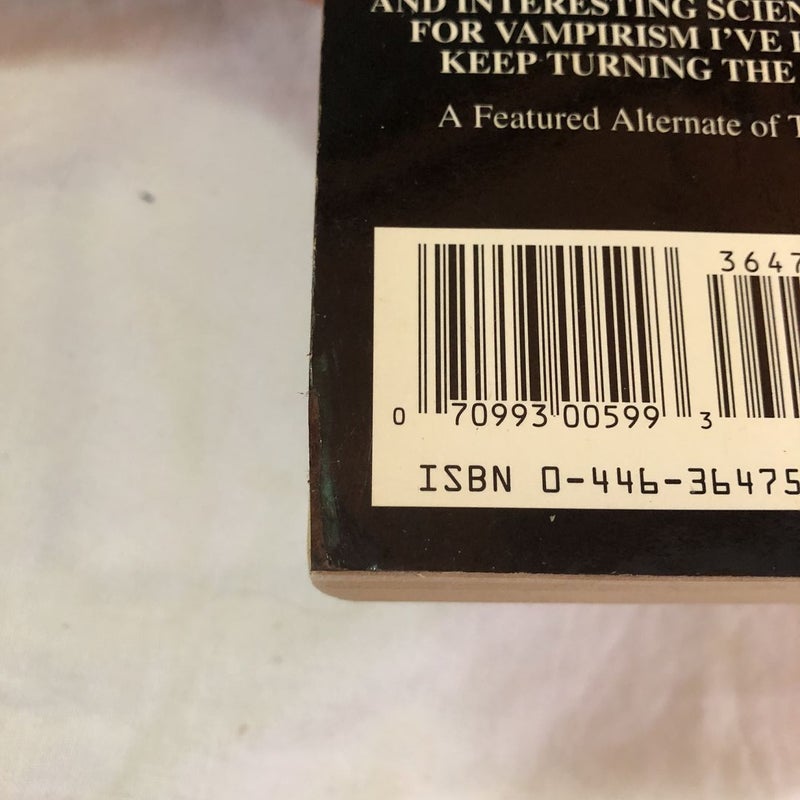 AND INTERESTING SCIEN
FOR VAMPIRISM I'VE
KEEP TURNING THE
A Featured Alternate of T
3647
0 70993 00599 3
ISBN 0-446-36475